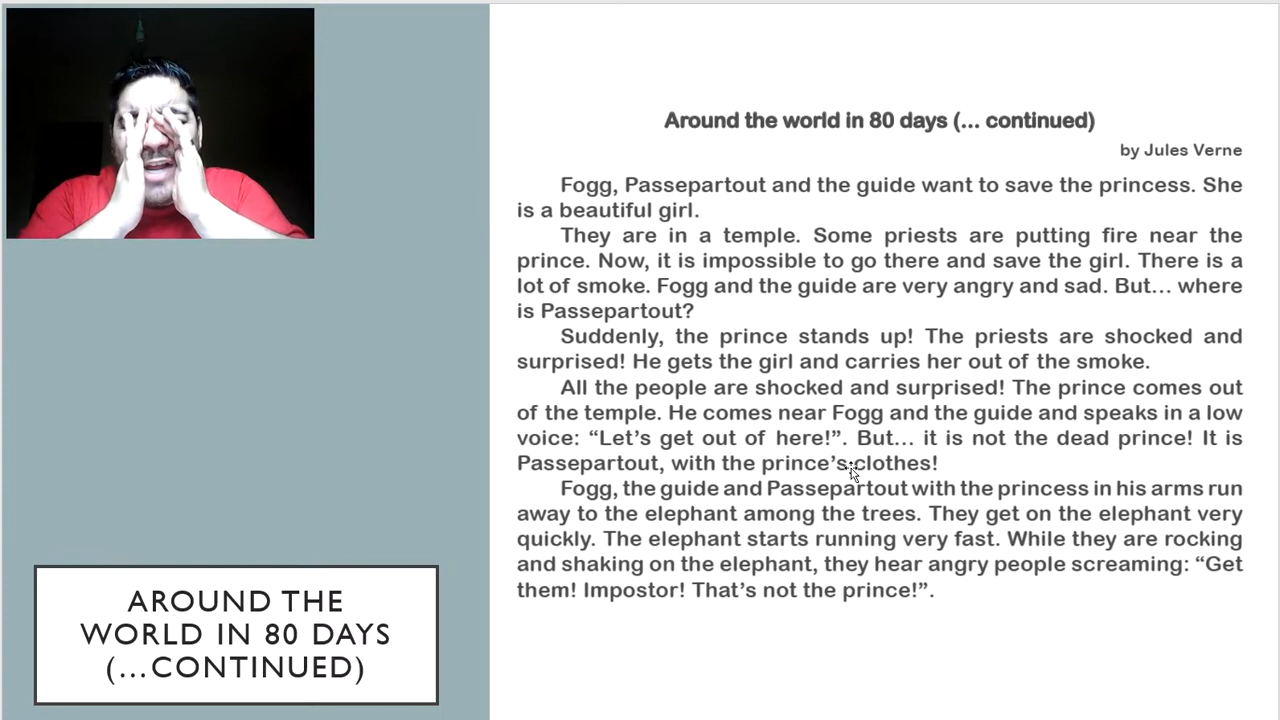 Around the world in 80 days (... continued)
by Jules Verne
Fogg, Passepartout and the guide want to save the princess. She
is a beautiful girl.
They are in a temple. Some priests are putting fire near the
prince. Now, it is impossible to go there and save the girl. There is a
lot of smoke. Fogg and the guide are very angry and sad. But... where
is Passepartout?
Suddenly, the prince stands up! The priests are shocked and
surprised! He gets the girl and carries her out of the smoke.
All the people are shocked and surprised! The prince comes out
of the temple. He comes near Fogg and the guide and speaks in a low
voice: “Let’s get out of here!”. But... it is not the dead prince! It is
Passepartout, with the prince’s clothes!
Fogg, the guide and Passepartout with the princess in his arms run
away to the elephant among the trees. They get on the elephant very
quickly. The elephant starts running very fast. While they are rocking
and shaking on the elephant, they hear angry people screaming: “Get
them! Impostor! That’s not the prince!”.
AROUND THE
WORLD IN 80 DAYS
(...CONTINUED)